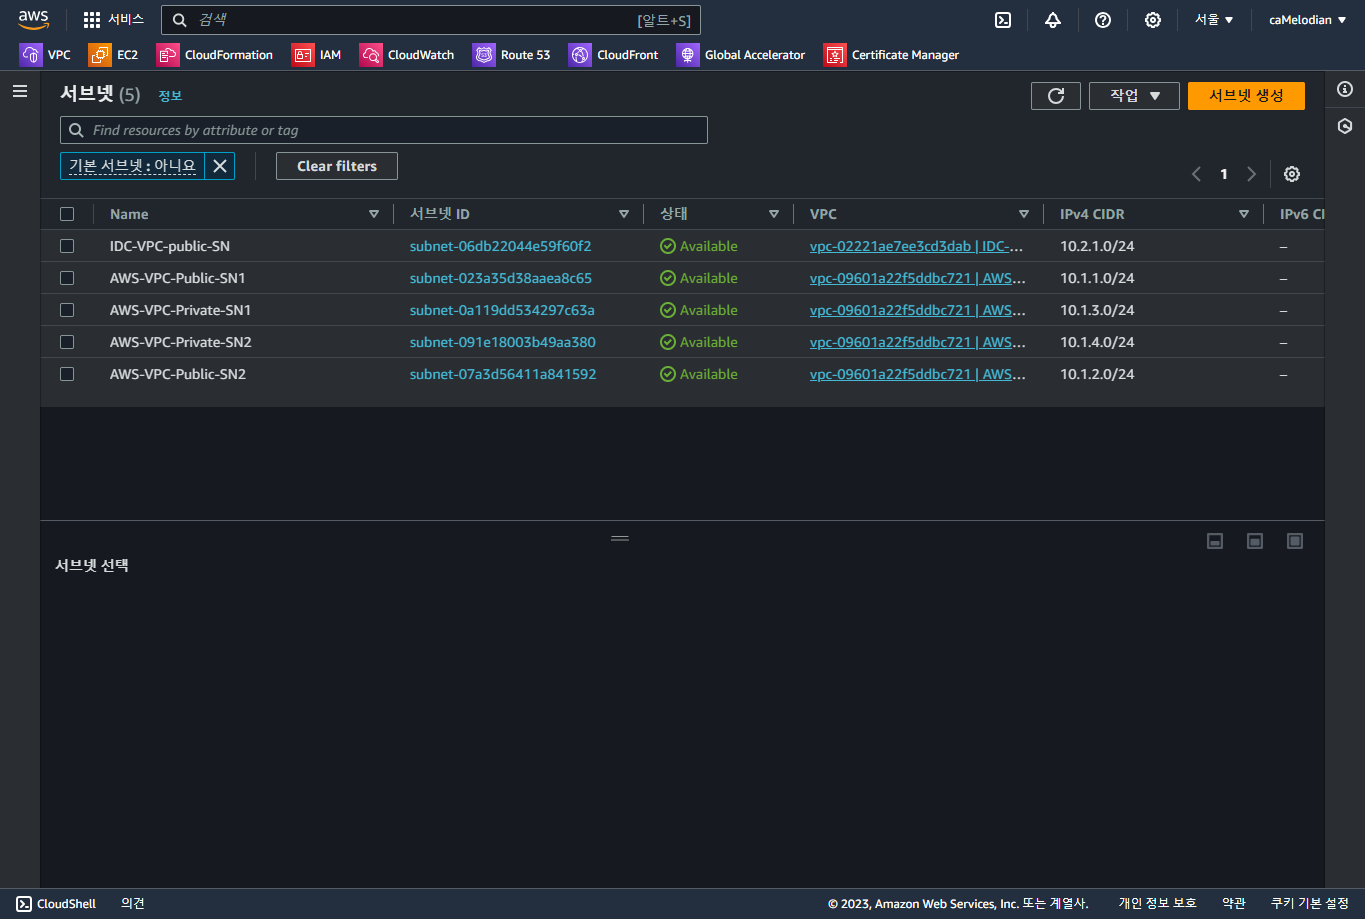 aws 서비스 검색 [알트+S] 서울 caMelodian
VPC EC2 CloudFormation IAM CloudWatch Route 53 CloudFront Global Accelerator Certificate Manager
서브넷 (5) 정보 작업 서브넷 생성
Find resources by attribute or tag
기본 서브넷 : 아니요 Clear filters 1
Name 서브넷 ID 상태 VPC IPv4 CIDR IPv6 CI
IDC-VPC-public-SN subnet-06db22044e59f60f2 Available vpc-02221ae7ee3cd3dab | IDC-... 10.2.1.0/24 –
AWS-VPC-Public-SN1 subnet-023a35d38aaea8c65 Available vpc-09601a22f5ddbc721 | AWS... 10.1.1.0/24 –
AWS-VPC-Private-SN1 subnet-0a119dd534297c63a Available vpc-09601a22f5ddbc721 | AWS... 10.1.3.0/24 –
AWS-VPC-Private-SN2 subnet-091e18003b49aa380 Available vpc-09601a22f5ddbc721 | AWS... 10.1.4.0/24 –
AWS-VPC-Public-SN2 subnet-07a3d56411a841592 Available vpc-09601a22f5ddbc721 | AWS... 10.1.2.0/24 –
서브넷 선택
CloudShell 의견 © 2023, Amazon Web Services, Inc. 또는 계열사. 개인 정보 보호 약관 쿠키 기본 설정